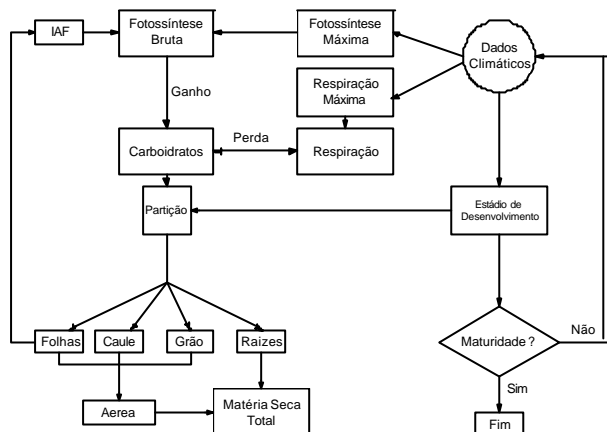 IAF
Fotossíntese
Bruta
Fotossíntese
Máxima
Dados
Climáticos
Respiração
Máxima
Ganho
Perda
Carboidratos
Respiração
Partição
Estádio de
Desenvolvimento
Folhas
Caule
Grão
Raizes
Maturidade ?
Não
Sim
Aerea
Matéria Seca
Total
Fim